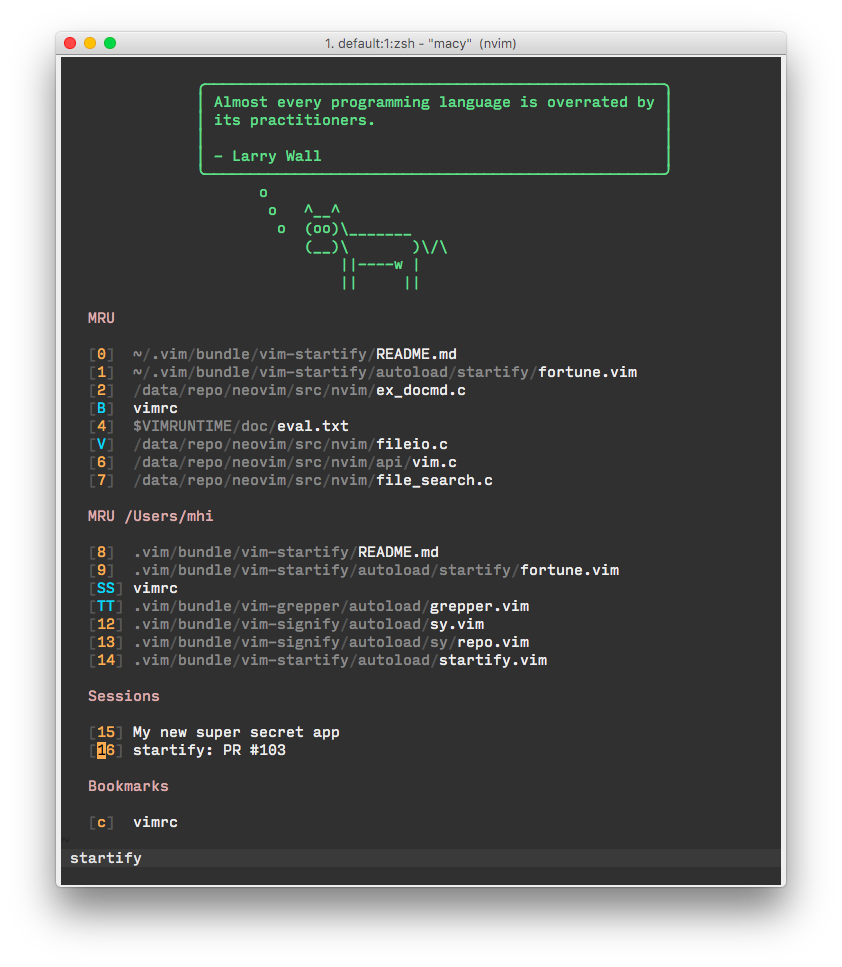 1. default:1:zsh - "macy" (nvim)
Almost every programming language is overrated by
its practitioners.
- Larry Wall
o
o   ^__^
o  (oo)\_______
(__)\       )\/\
||----w |
||     ||
MRU
[0]  ~/.vim/bundle/vim-startify/README.md
[1]  ~/.vim/bundle/vim-startify/autoload/startify/fortune.vim
[2]  /data/repo/neovim/src/nvim/ex_docmd.c
[B]  vimrc
[4]  $VIMRUNTIME/doc/eval.txt
[V]  /data/repo/neovim/src/nvim/fileio.c
[6]  /data/repo/neovim/src/nvim/api/vim.c
[7]  /data/repo/neovim/src/nvim/file_search.c
MRU /Users/mhi
[8]  .vim/bundle/vim-startify/README.md
[9]  .vim/bundle/vim-startify/autoload/startify/fortune.vim
[SS] vimrc
[TT] .vim/bundle/vim-grepper/autoload/grepper.vim
[12] .vim/bundle/vim-signify/autoload/sy.vim
[13] .vim/bundle/vim-signify/autoload/sy/repo.vim
[14] .vim/bundle/vim-startify/autoload/startify.vim
Sessions
[15] My new super secret app
[16] startify: PR #103
Bookmarks
[c]  vimrc
startify